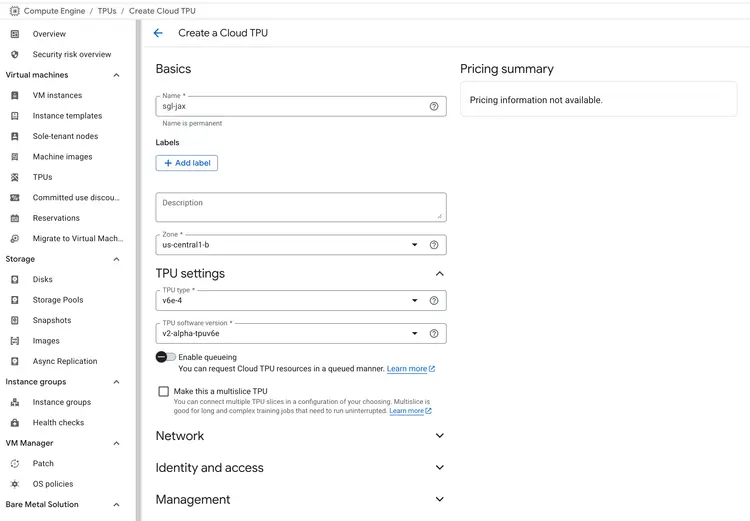 Compute Engine / TPUs / Create Cloud TPU
Overview
Security risk overview
Virtual machines
VM instances
Instance templates
Sole-tenant nodes
Machine images
TPUs
Committed use discou...
Reservations
Migrate to Virtual Mach...
Storage
Disks
Storage Pools
Snapshots
Images
Async Replication
Instance groups
Instance groups
Health checks
VM Manager
Patch
OS policies
Bare Metal Solution
Create a Cloud TPU
Basics
Name *
sgl-jax
Name is permanent
Labels
Add label
Description
Zone *
us-central1-b
TPU settings
TPU type *
v6e-4
TPU software version *
v2-alpha-tpuv6e
Enable queueing
You can request Cloud TPU resources in a queued manner. Learn more
Make this a multislice TPU
You can connect multiple TPU slices in a configuration of your choosing. Multislice is
good for long and complex training jobs that need to run uninterrupted. Learn more
Network
Identity and access
Management
Pricing summary
Pricing information not available.